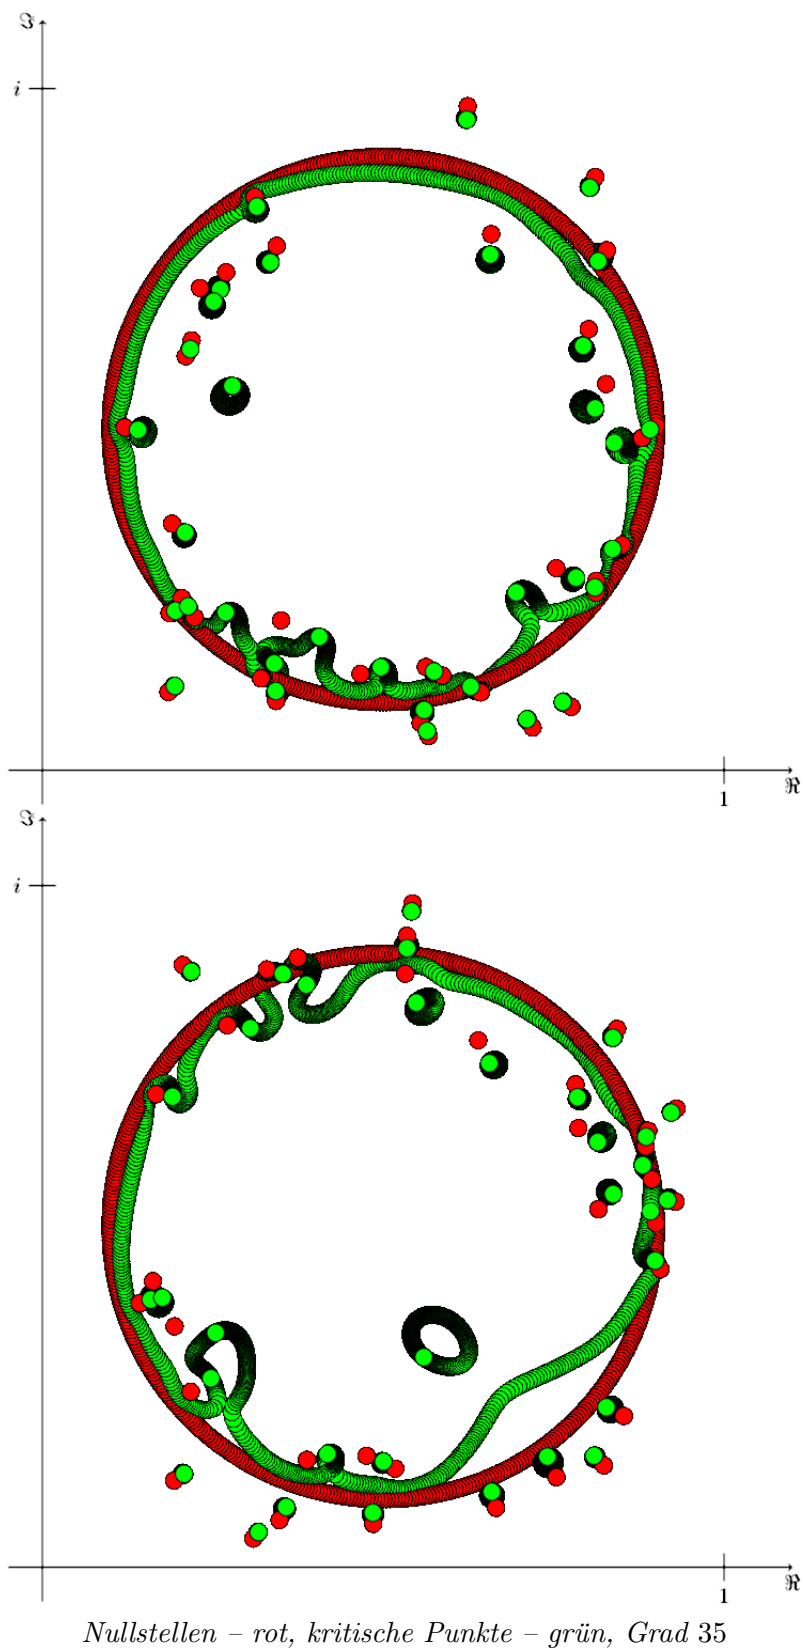 ℑ
i
1
ℜ
ℑ
i
1
ℜ
Nullstellen – rot, kritische Punkte – grün, Grad 35